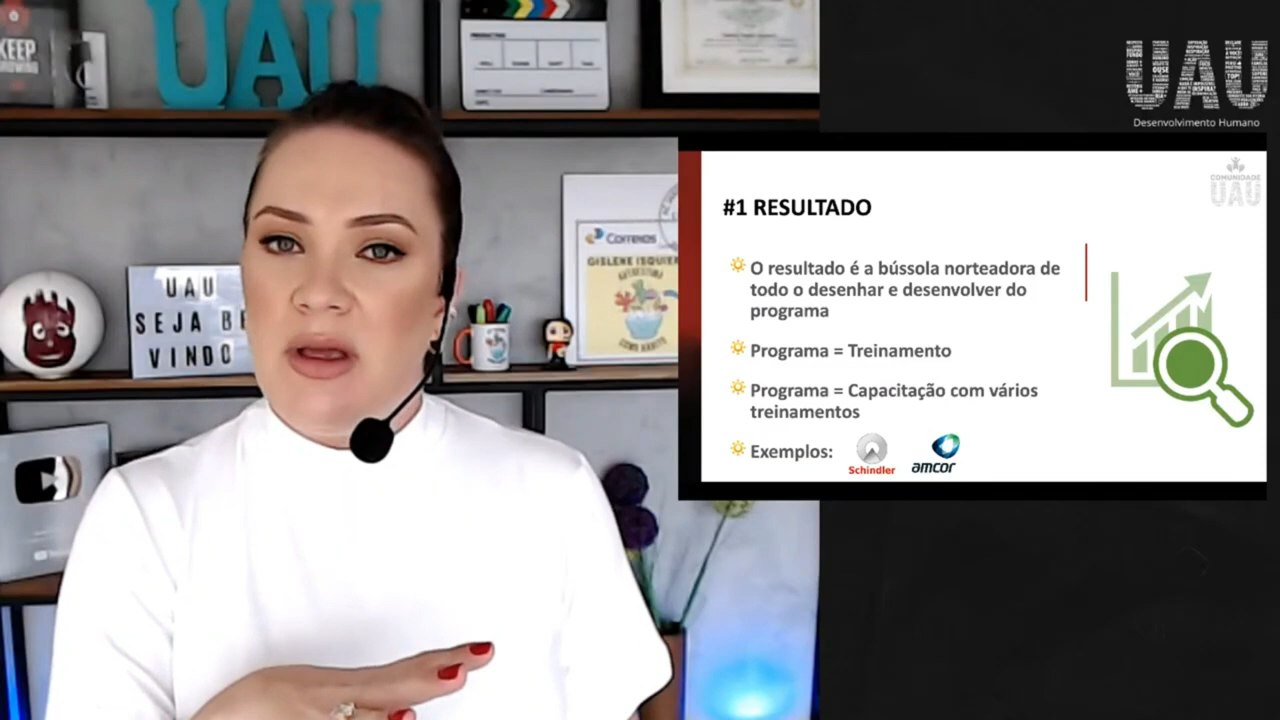 KEEP
GROWING
UAU
UAU
Desenvolvimento Humano
COMUNIDADE
UAU
Correios
GISLENE ISQUIER
UAU
SEJA BE
VINDO
#1 RESULTADO
O resultado é a bússola norteadora de
todo o desenhar e desenvolver do
programa
Programa = Treinamento
Programa = Capacitação com vários
treinamentos
Exemplos:
Schindler
amcor